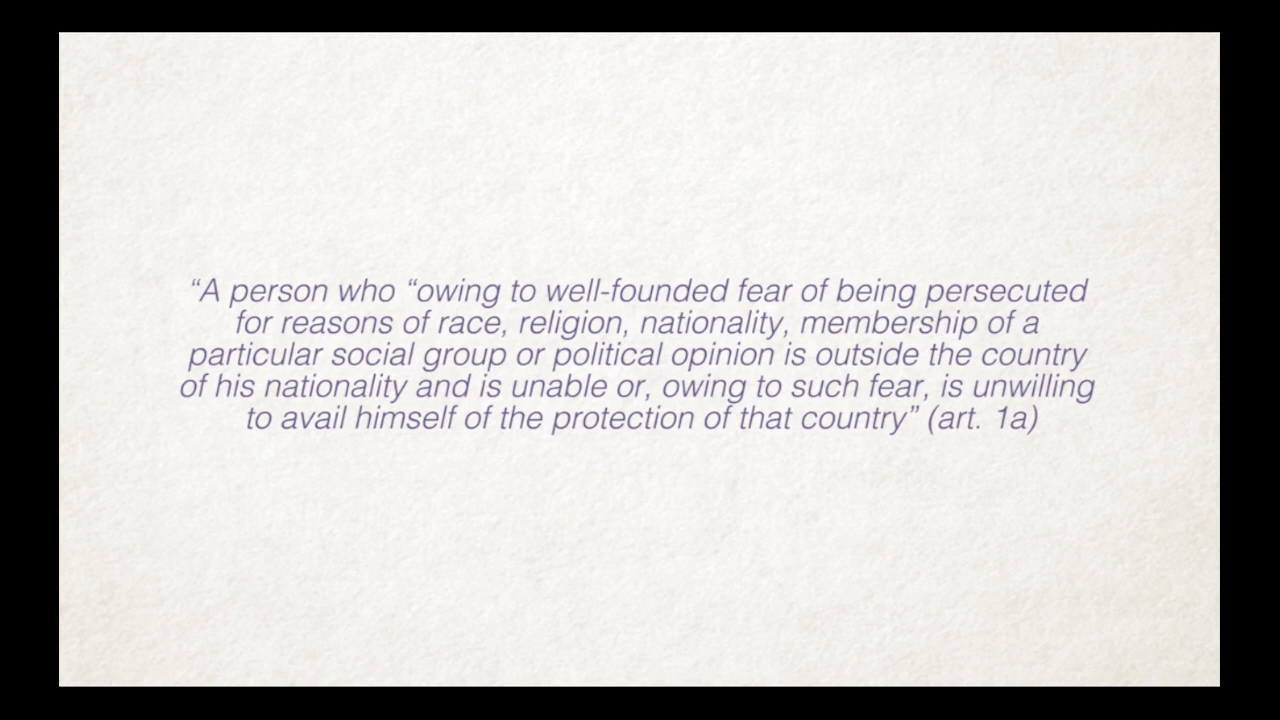 “A person who “owing to well-founded fear of being persecuted
for reasons of race, religion, nationality, membership of a
particular social group or political opinion is outside the country
of his nationality and is unable or, owing to such fear, is unwilling
to avail himself of the protection of that country” (art. 1a)